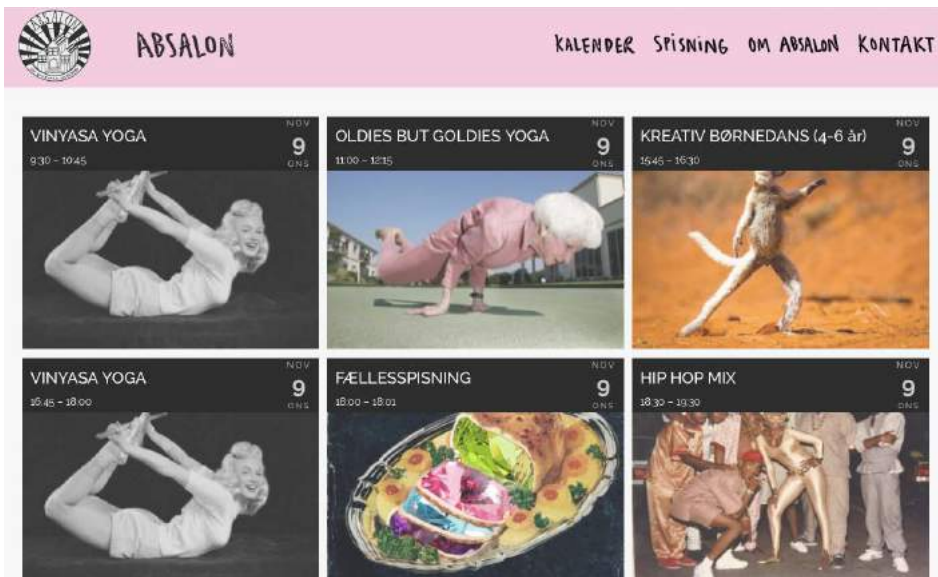 ABSALON
ABSALON
KALENDER SPISNING OM ABSALON KONTAKT
VINYASA YOGA
9:30 – 10:45
NOV
9
ONS
OLDIES BUT GOLDIES YOGA
11:00 – 12:15
NOV
9
ONS
KREATIV BØRNEDANS (4-6 år)
15:45 – 16:30
NOV
9
ONS
VINYASA YOGA
16:45 – 18:00
NOV
9
ONS
FÆLLESSPISNING
18:00 – 18:01
NOV
9
ONS
HIP HOP MIX
18:30 – 19:30
NOV
9
ONS